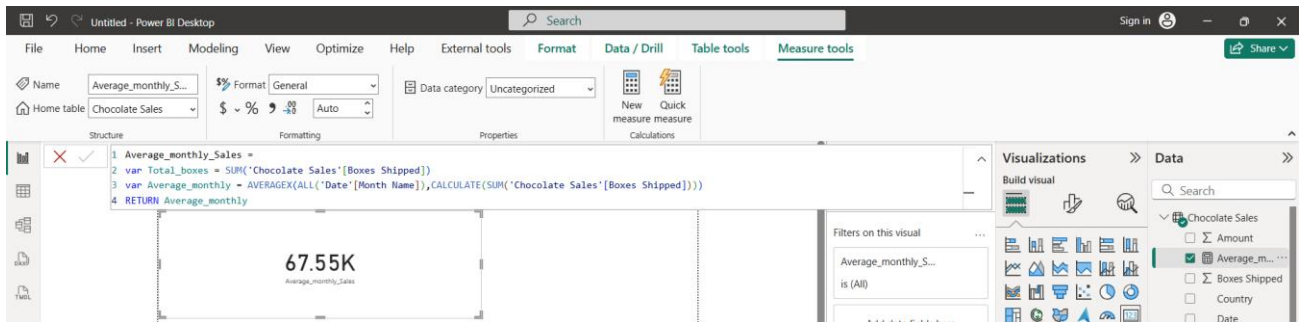 Untitled - Power BI Desktop
Search
Sign in
File Home Insert Modeling View Optimize Help External tools Format Data / Drill Table tools Measure tools
Share
Name Average_monthly_S...
$% Format General
Data category Uncategorized
Home table Chocolate Sales
$ % 9 Auto
New measure
Quick measure
Structure
Formatting
Properties
Calculations
1 Average_monthly_Sales =
2 var Total_boxes = SUM('Chocolate Sales'[Boxes Shipped])
3 var Average_monthly = AVERAGEX(ALL('Date'[Month Name]),CALCULATE(SUM('Chocolate Sales'[Boxes Shipped])))
4 RETURN Average_monthly
67.55K
Average_monthly_Sales
Filters on this visual ...
Average_monthly_S...
is (All)
Visualizations
Build visual
Data
Search
Chocolate Sales
Σ Amount
Average_m... ...
Σ Boxes Shipped
Country
Date
DAX
TMDL
123